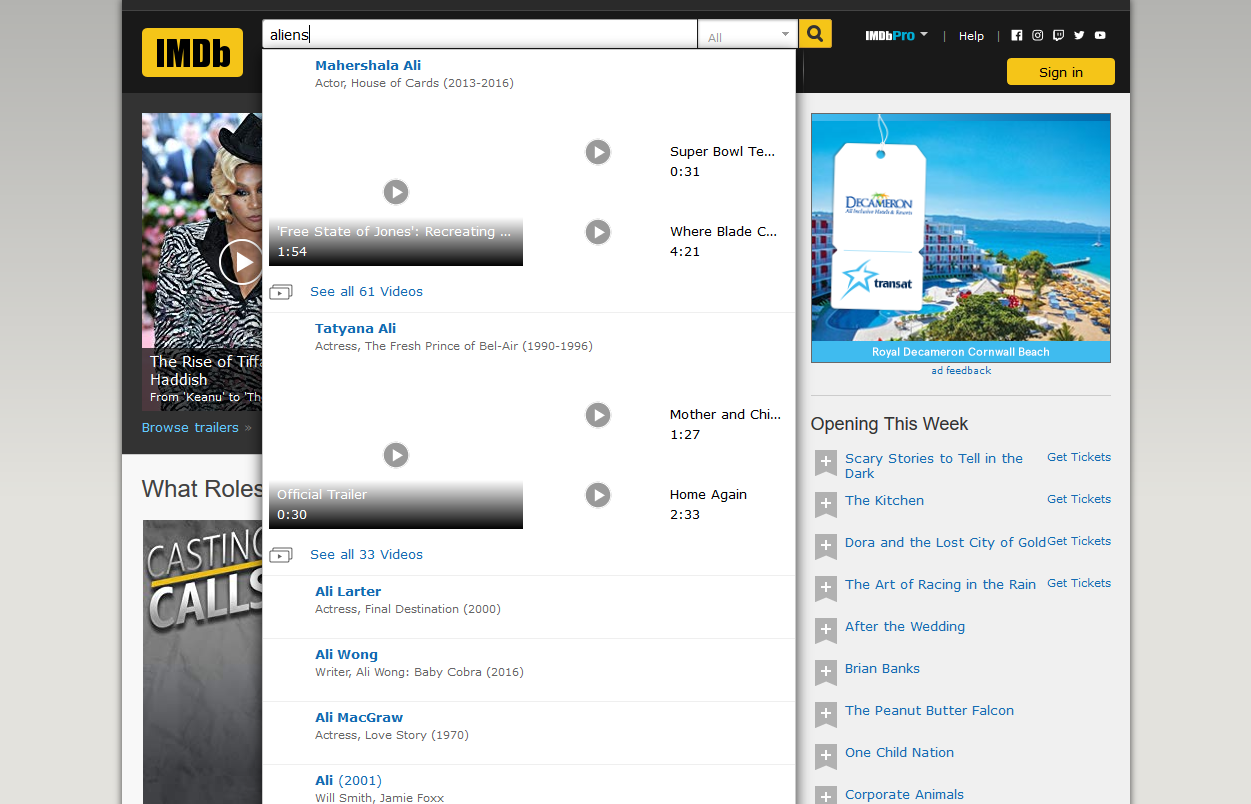 IMDb
aliens
All
IMDbPro
|
Help
|
Sign in
Mahershala Ali
Actor, House of Cards (2013-2016)
'Free State of Jones': Recreating ...
1:54
Super Bowl Te...
0:31
Where Blade C...
4:21
See all 61 Videos
Tatyana Ali
Actress, The Fresh Prince of Bel-Air (1990-1996)
Official Trailer
0:30
Mother and Chi...
1:27
Home Again
2:33
See all 33 Videos
Ali Larter
Actress, Final Destination (2000)
Ali Wong
Writer, Ali Wong: Baby Cobra (2016)
Ali MacGraw
Actress, Love Story (1970)
Ali (2001)
Will Smith, Jamie Foxx
The Rise of Tiffa
Haddish
From 'Keanu' to 'Th
Browse trailers »
What Roles
CASTING
CALLS
DECAMERON
All Inclusive Hotels & Resorts
transat
Royal Decameron Cornwall Beach
ad feedback
Opening This Week
Scary Stories to Tell in the Get Tickets
Dark
The Kitchen Get Tickets
Dora and the Lost City of Gold Get Tickets
The Art of Racing in the Rain Get Tickets
After the Wedding
Brian Banks
The Peanut Butter Falcon
One Child Nation
Corporate Animals